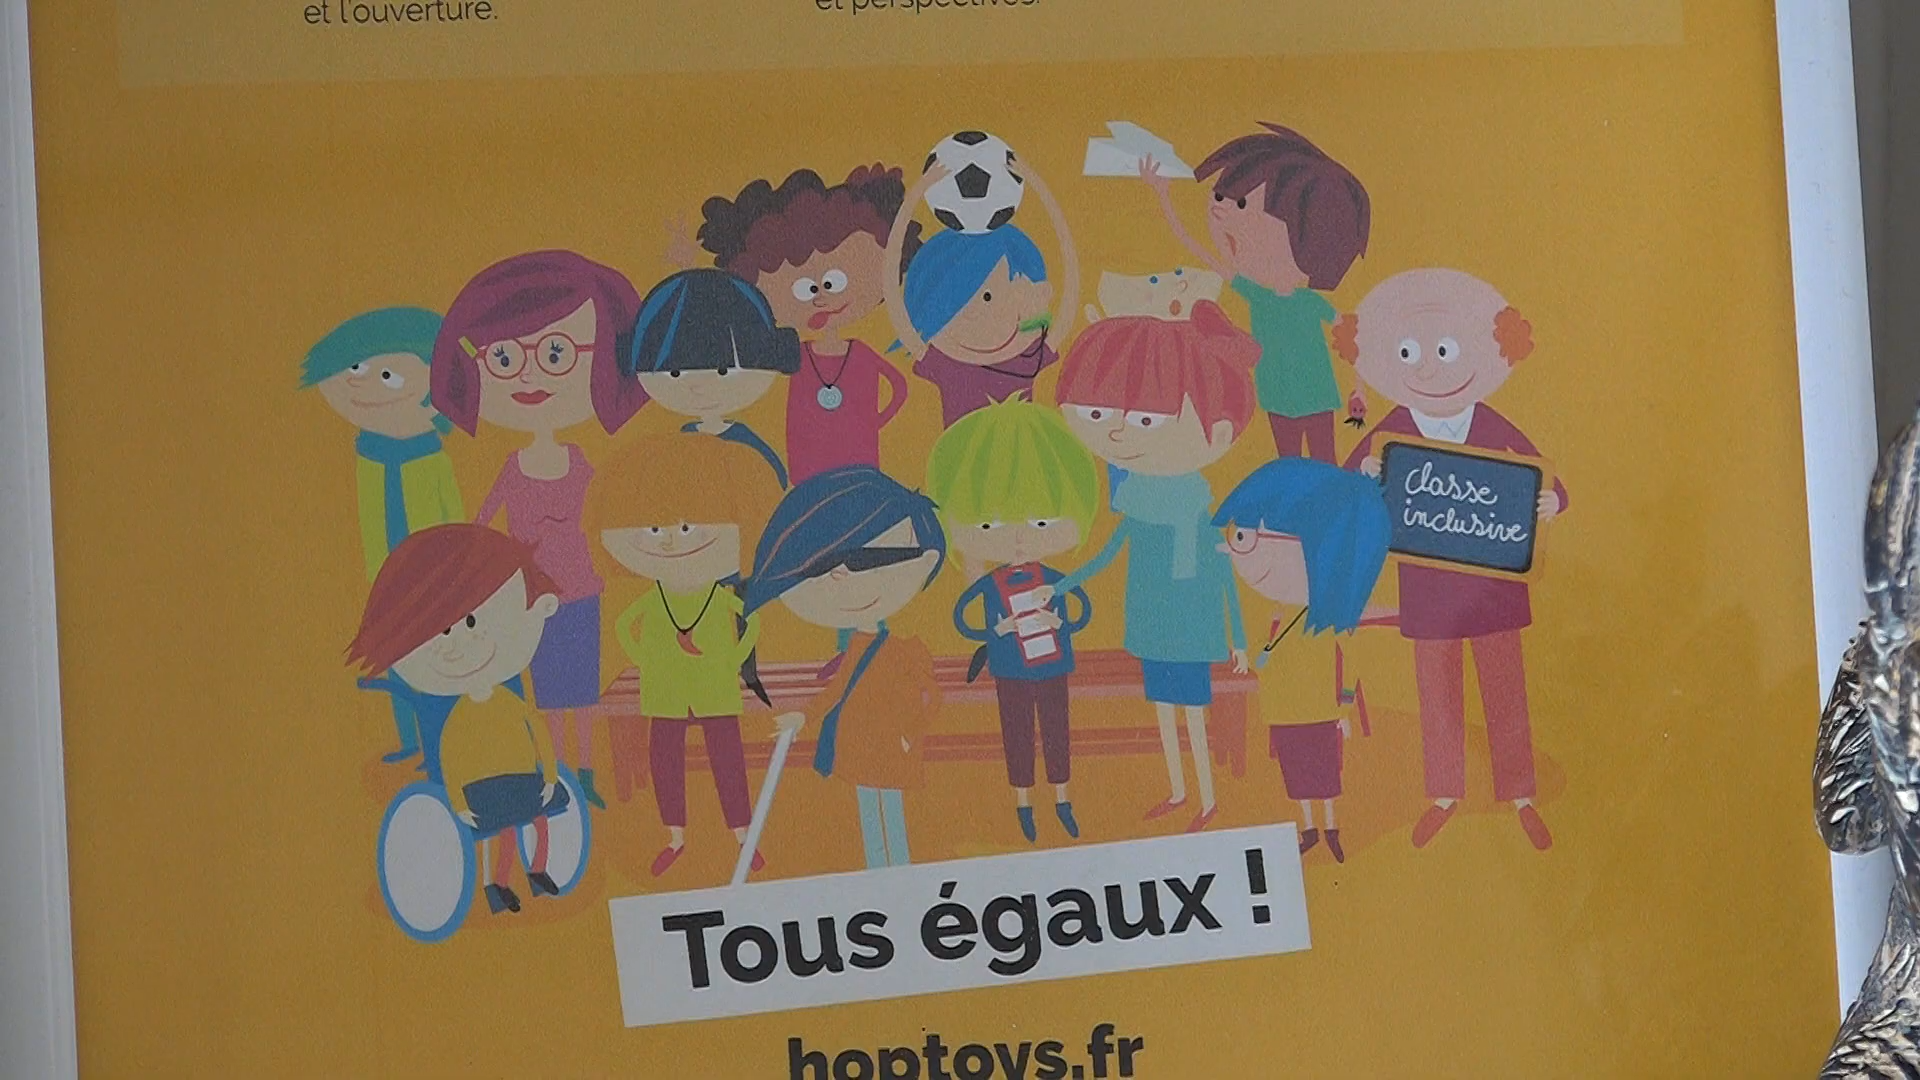 et l'ouverture.
et perspectives.
classe
inclusive
Tous égaux !
hoptoys.fr